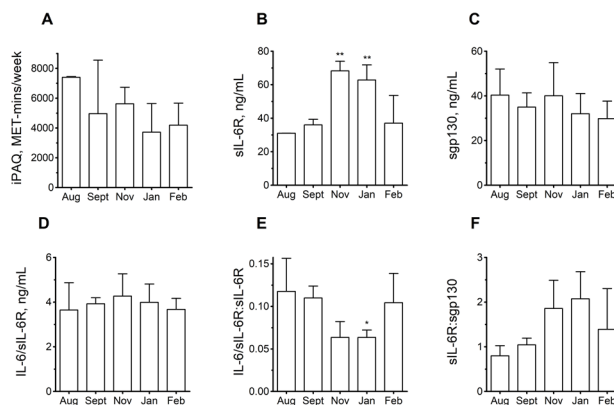 A
iPAQ, MET-mins/week
8000
6000
4000
2000
0
Aug Sept Nov Jan Feb
B
sIL-6R, ng/mL
80
60
40
20
0
** **
Aug Sept Nov Jan Feb
C
sgp130, ng/mL
60
40
20
0
Aug Sept Nov Jan Feb
D
IL-6/sIL-6R, ng/mL
6
4
2
0
Aug Sept Nov Jan Feb
E
IL-6/sIL-6R:sIL-6R
0.15
0.10
0.05
0.00
*
Aug Sept Nov Jan Feb
F
sIL-6R:sgp130
3
2
1
0
Aug Sept Nov Jan Feb